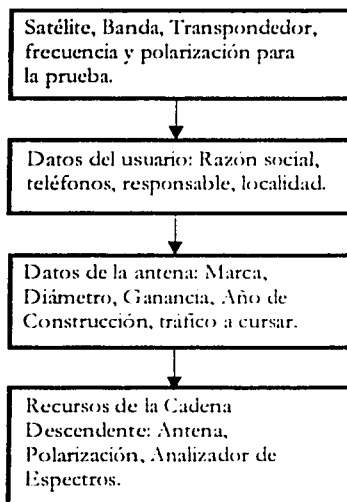 Satélite, Banda, Transpondedor,
frecuencia y polarización para
la prueba.
Datos del usuario: Razón social,
teléfonos, responsable, localidad.
Datos de la antena: Marca,
Diámetro, Ganancia, Año de
Construcción, tráfico a cursar.
Recursos de la Cadena
Descendente: Antena,
Polarización, Analizador de
Espectros.